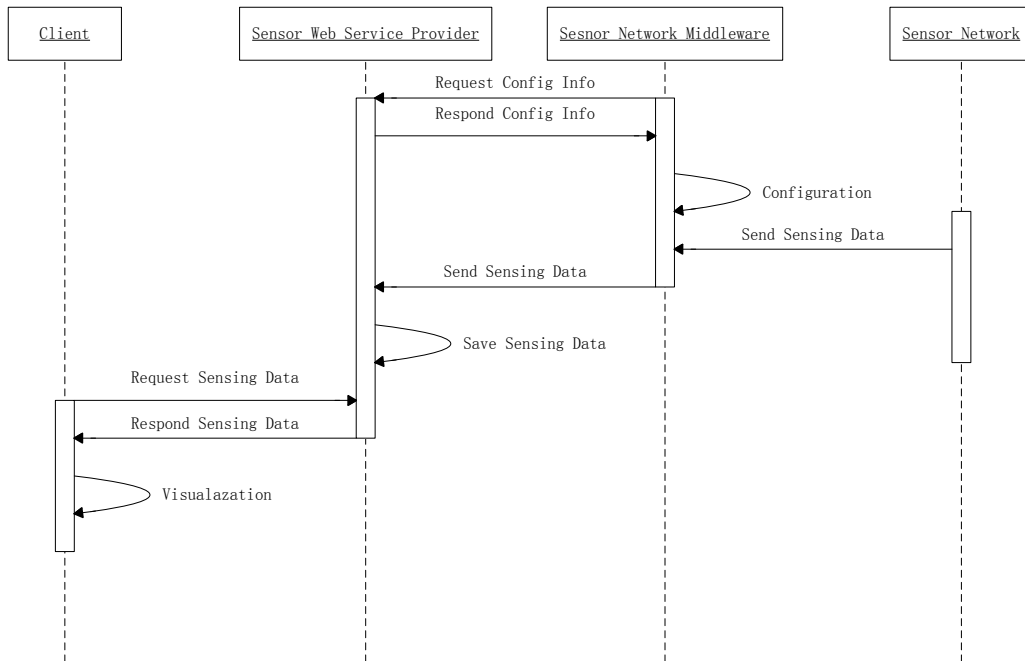 Client
Sensor Web Service Provider
Sesnor Network Middleware
Sensor Network
Request Config Info
Respond Config Info
Configuration
Send Sensing Data
Send Sensing Data
Save Sensing Data
Request Sensing Data
Respond Sensing Data
Visualazation